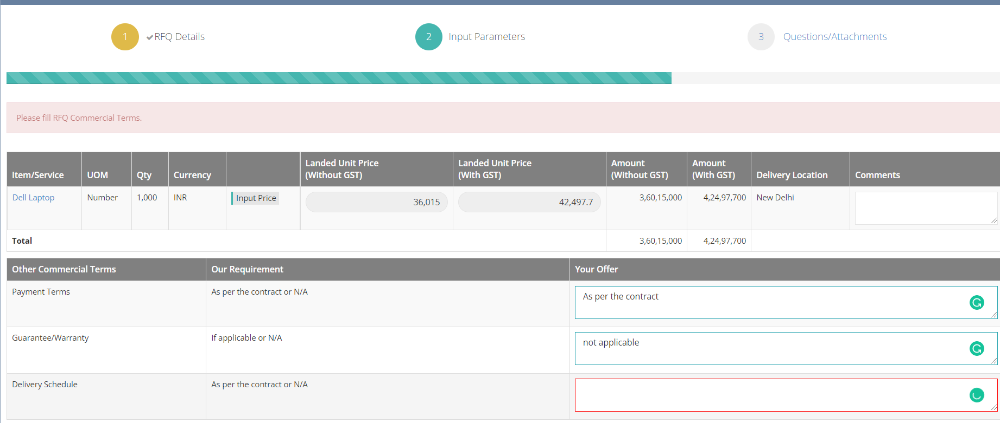 1 RFQ Details
2 Input Parameters
3 Questions/Attachments
Please fill RFQ Commercial Terms.
Item/Service UOM Qty Currency Landed Unit Price (Without GST) Landed Unit Price (With GST) Amount (Without GST) Amount (With GST) Delivery Location Comments
Dell Laptop Number 1,000 INR Input Price 36,015 42,497.7 3,60,15,000 4,24,97,700 New Delhi
Total 3,60,15,000 4,24,97,700
Other Commercial Terms Our Requirement Your Offer
Payment Terms As per the contract or N/A As per the contract
Guarantee/Warranty If applicable or N/A not applicable
Delivery Schedule As per the contract or N/A